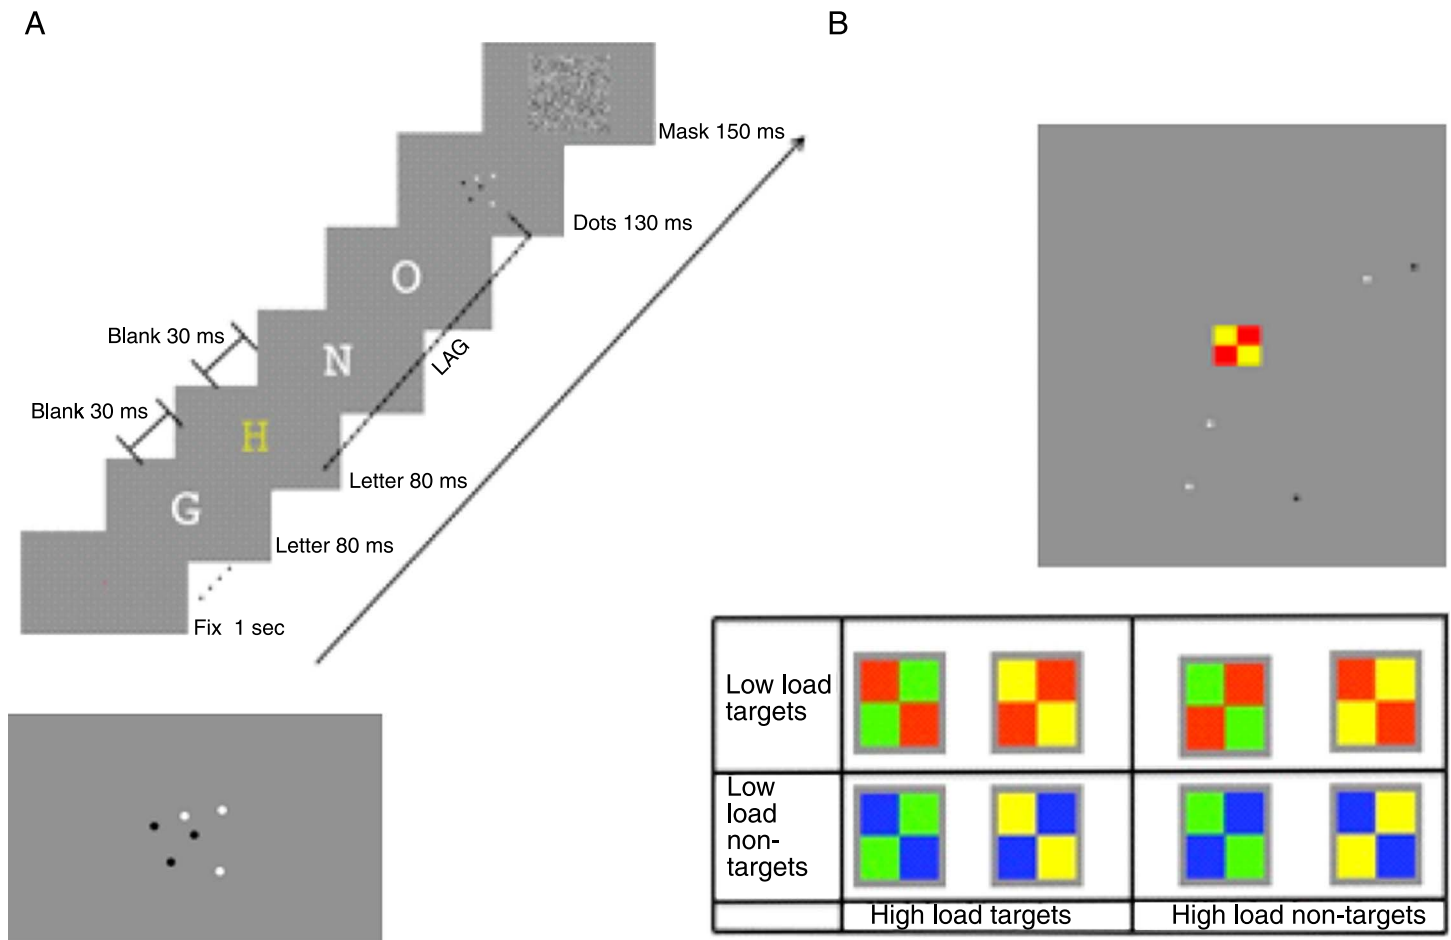 A
B
Mask 150 ms
Dots 130 ms
O
Blank 30 ms
N
LAG
Blank 30 ms
H
Letter 80 ms
G
Letter 80 ms
Fix 1 sec
Low load
targets
Low
load
non-
targets
High load targets
High load non-targets